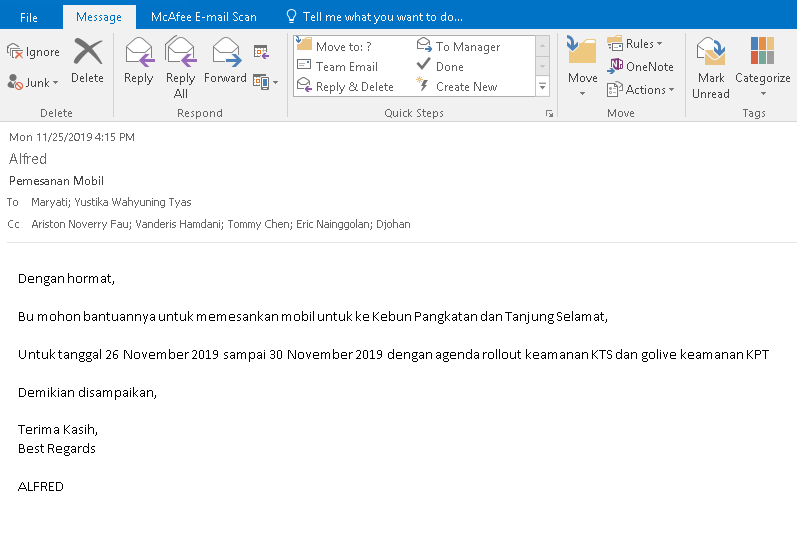 File Message McAfee E-mail Scan Tell me what you want to do...
Ignore
Junk
Delete
Reply
Reply All
Forward
Move to: ?
Team Email
Reply & Delete
To Manager
Done
Create New
Move
Rules
OneNote
Actions
Mark Unread
Categorize
Delete Respond Quick Steps Move Tags
Mon 11/25/2019 4:15 PM
Alfred
Pemesanan Mobil
To Maryati; Yustika Wahyuning Tyas
Cc Ariston Noverry Fau; Vanderis Hamdani; Tommy Chen; Eric Nainggolan; Djohan
Dengan hormat,
Bu mohon bantuannya untuk memesankan mobil untuk ke Kebun Pangkatan dan Tanjung Selamat,
Untuk tanggal 26 November 2019 sampai 30 November 2019 dengan agenda rollout keamanan KTS dan golive keamanan KPT
Demikian disampaikan,
Terima Kasih,
Best Regards
ALFRED